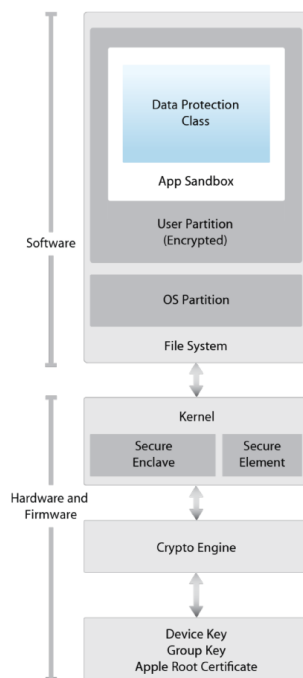 Data Protection
Class
App Sandbox
User Partition
(Encrypted)
Software
OS Partition
File System
Kernel
Secure
Enclave
Secure
Element
Hardware and
Firmware
Crypto Engine
Device Key
Group Key
Apple Root Certificate